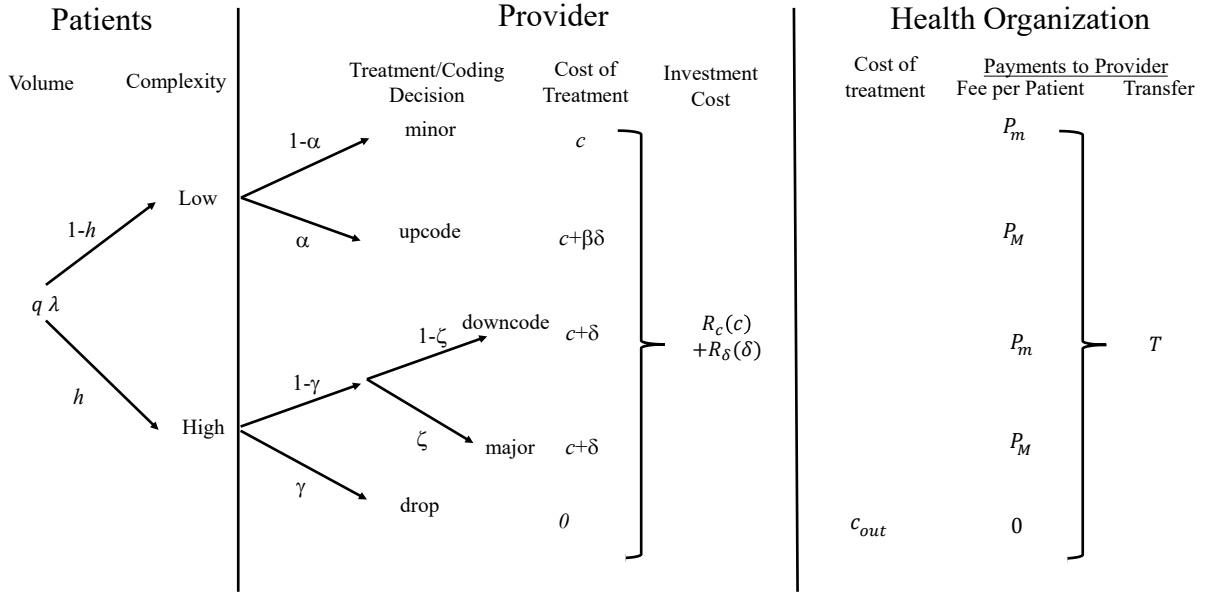 Patients
Provider
Health Organization
Volume
Complexity
Treatment/Coding
Decision
Cost of
Treatment
Investment
Cost
Cost of
treatment
Payments to Provider
Fee per Patient
Transfer
minor
c
P_m
1-α
Low
1-h
α
upcode
c+βδ
P_M
q λ
downcode
c+δ
1-ζ
P_m
R_c(c)
+R_δ(δ)
T
h
1-γ
High
ζ
major
c+δ
P_M
γ
drop
0
c_out
0